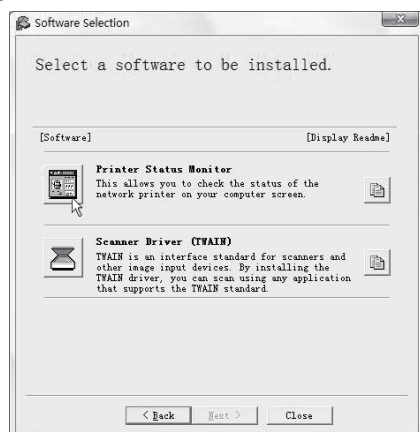 Software Selection
Select a software to be installed.
[Software] [Display Readme]
Printer Status Monitor
This allows you to check the status of the
network printer on your computer screen.
Scanner Driver (TWAIN)
TWAIN is an interface standard for scanners and
other image input devices. By installing the
TWAIN driver, you can scan using any application
that supports the TWAIN standard.
< Back Next > Close